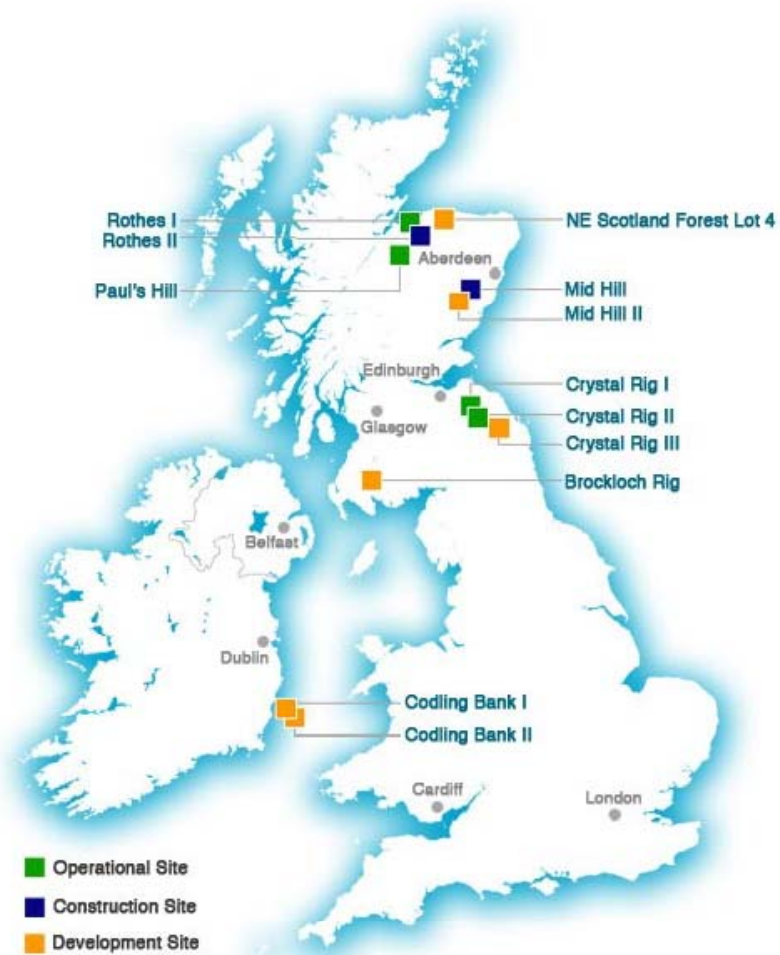 Rothes I
NE Scotland Forest Lot 4
Rothes II
Aberdeen
Paul's Hill
Mid Hill
Mid Hill II
Edinburgh
Crystal Rig I
Glasgow
Crystal Rig II
Crystal Rig III
Brockloch Rig
Belfast
Dublin
Codling Bank I
Codling Bank II
Cardiff
London
Operational Site
Construction Site
Development Site